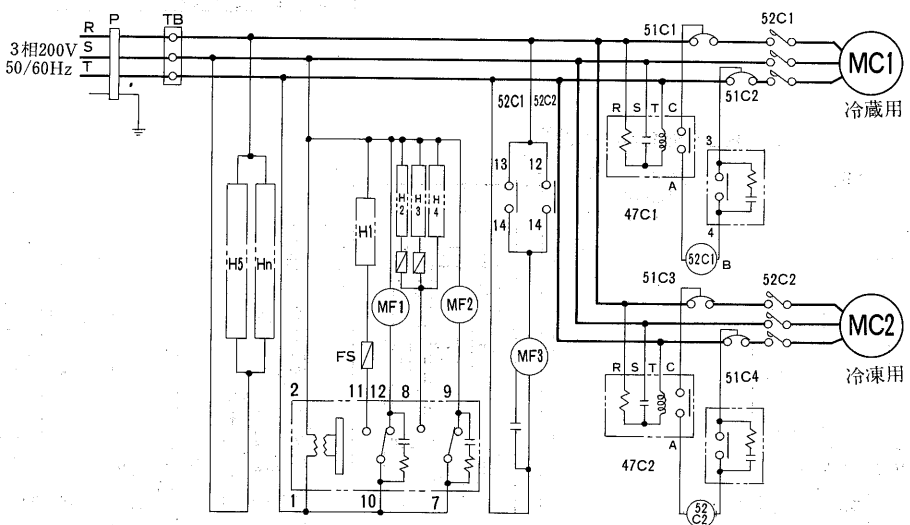 P TB
R
S
T
3相200V
50/60Hz
51C1
52C1
MC1
冷蔵用
51C2
52C1
52C2
R S T C
3
A
47C1
4
52C1
B
13
12
14
14
H5
Hn
H1
H2
H3
H4
MF1
MF2
MF3
FS
2
11
12
8
9
1
10
7
51C3
52C2
MC2
冷凍用
51C4
R S T C
A
47C2
52
C2